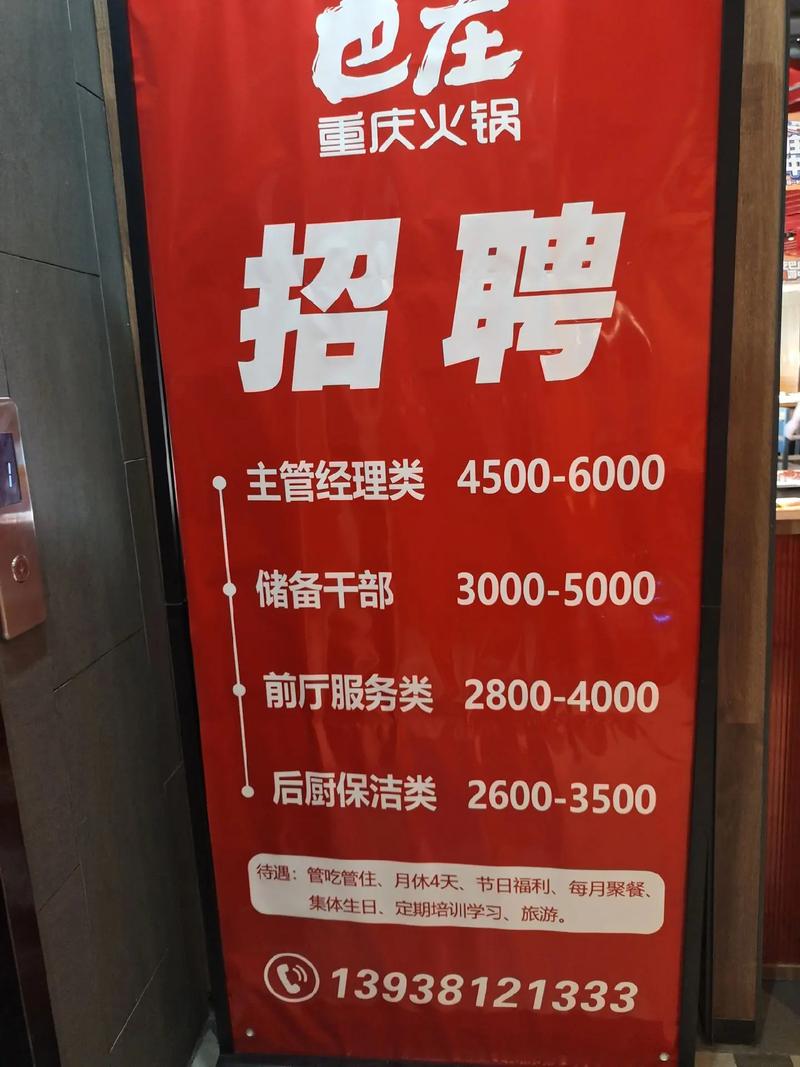 巴庄
重庆火锅
招聘
主管经理类 4500-6000
储备干部 3000-5000
前厅服务类 2800-4000
后厨保洁类 2600-3500
待遇：管吃管住、月休4天、节日福利、每月聚餐、
集体生日、定期培训学习、旅游。
13938121333